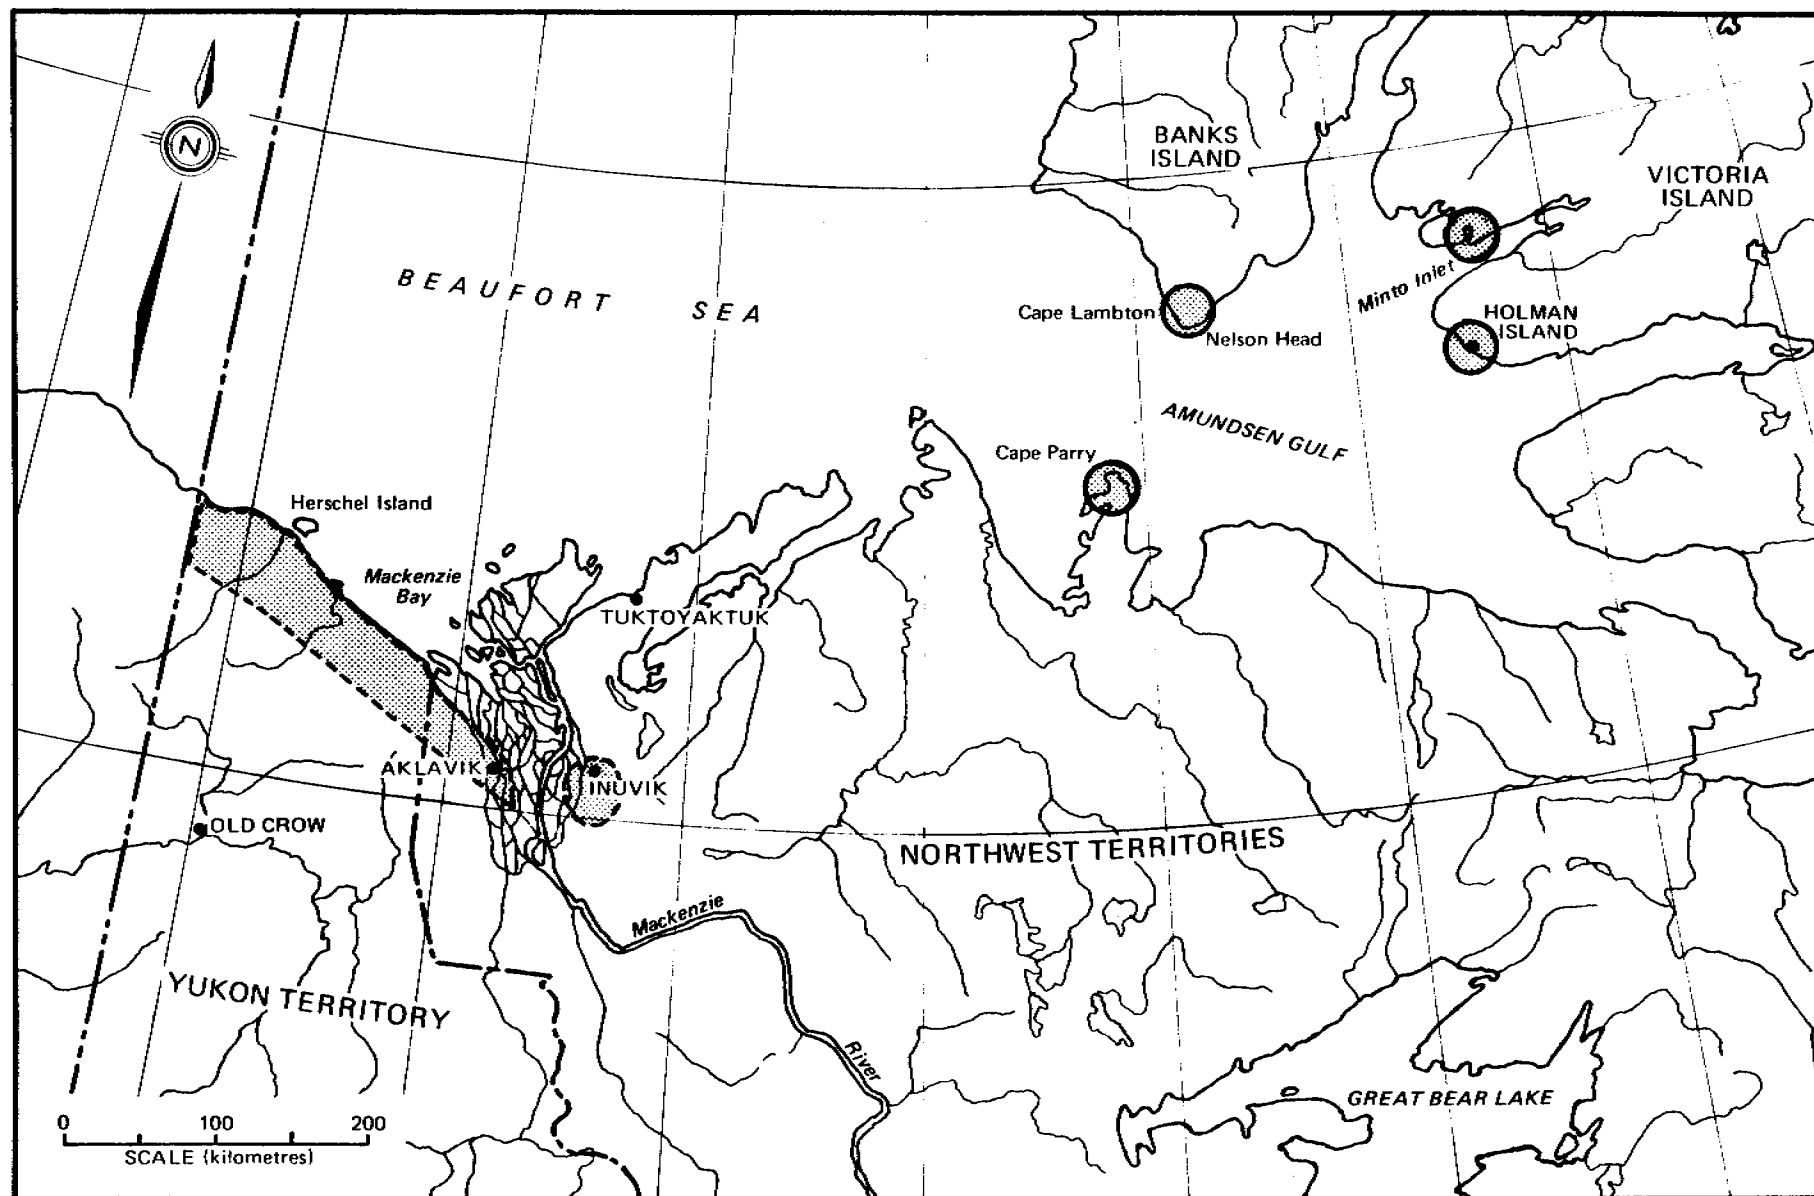 N
BANKS
ISLAND
VICTORIA
ISLAND
BEAUFORT SEA
Minto Inlet
Cape Lambton
Nelson Head
HOLMAN
ISLAND
AMUNDSEN GULF
Cape Parry
Herschel Island
Mackenzie
Bay
TUKTOYAKTUK
AKLAVIK
INUVIK
OLD CROW
NORTHWEST TERRITORIES
Mackenzie
River
YUKON TERRITORY
GREAT BEAR LAKE
0 100 200
SCALE (kilometres)